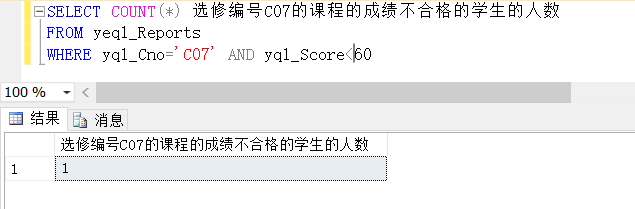 SELECT COUNT(*) 选修编号C07的课程的成绩不合格的学生的人数
FROM yeql_Reports
WHERE yql_Cno='C07' AND yql_Score<60
100 %
结果 消息
选修编号C07的课程的成绩不合格的学生的人数
1 1